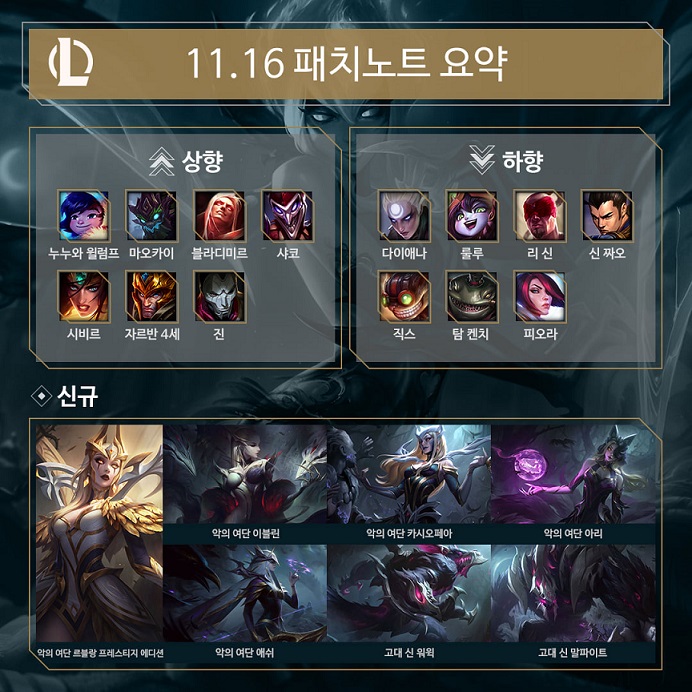 11.16 패치노트 요약
상향
누누와 윌럼프 마오카이 블라디미르 샤코
시비르 자르반 4세 진
하향
다이애나 룰루 리 신 신 짜오
직스 탐 켄치 피오라
신규
악의 여단 이블린 악의 여단 카시오페아 악의 여단 아리
악의 여단 르블랑 프레스티지 에디션 악의 여단 애쉬 고대 신 워윅 고대 신 말파이트